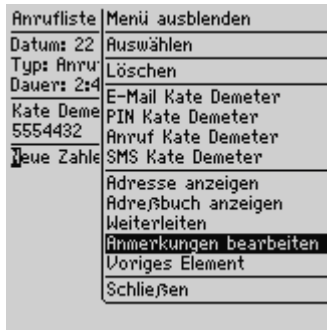 Anrufliste
Datum: 22
Typ: Anru
Dauer: 2:4
Kate Deme
5554432
Neue Zahle
Menü ausblenden
Auswählen
Löschen
E-Mail Kate Demeter
PIN Kate Demeter
Anruf Kate Demeter
SMS Kate Demeter
Adresse anzeigen
Adreßbuch anzeigen
Weiterleiten
Anmerkungen bearbeiten
Voriges Element
Schließen